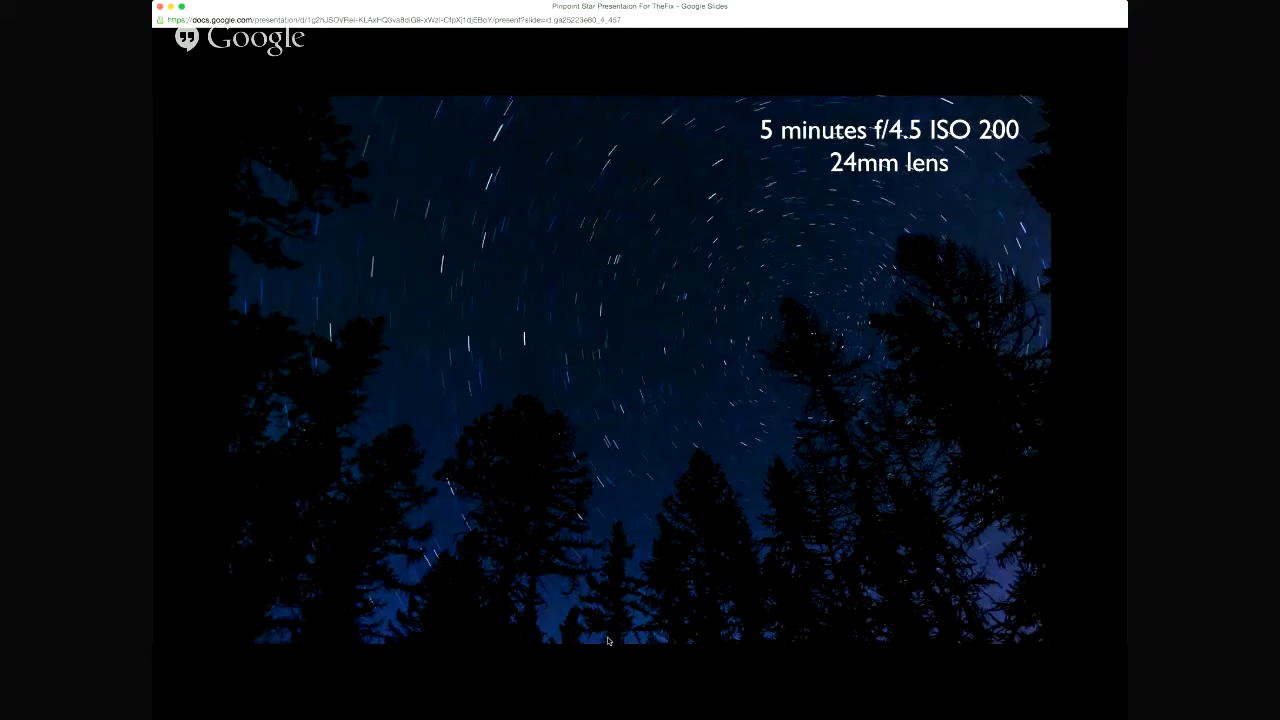 Pinpoint Star Presentaion For TheFix - Google Slides
Google
5 minutes f/4.5 ISO 200
24mm lens